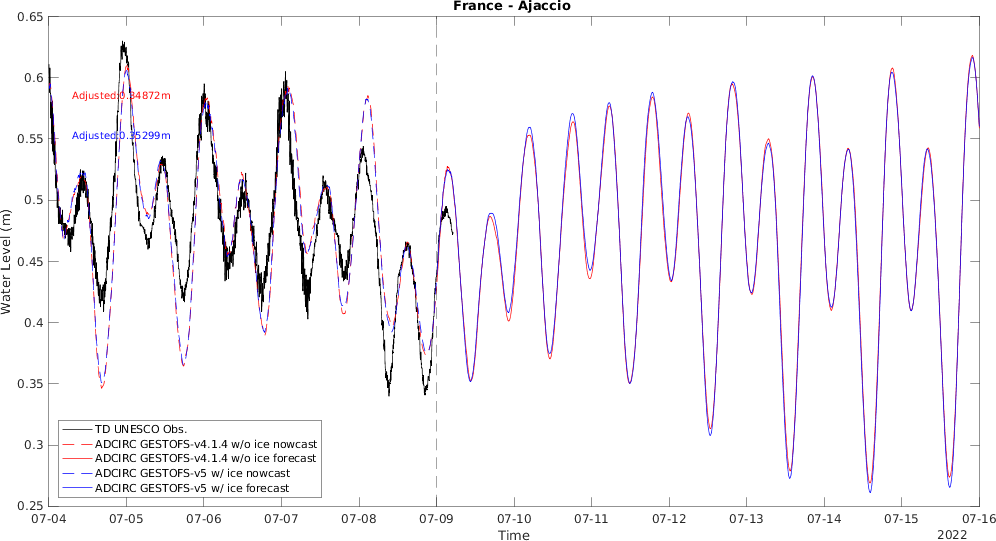 France - Ajaccio
0.65
0.6
0.55
0.5
0.45
0.4
0.35
0.3
0.25
Water Level (m)
Adjusted:0.34872m
Adjusted:0.35299m
TD UNESCO Obs.
ADCIRC GESTOFS-v4.1.4 w/o ice nowcast
ADCIRC GESTOFS-v4.1.4 w/o ice forecast
ADCIRC GESTOFS-v5 w/ ice nowcast
ADCIRC GESTOFS-v5 w/ ice forecast
07-04 07-05 07-06 07-07 07-08 07-09 07-10 07-11 07-12 07-13 07-14 07-15 07-16
Time
2022